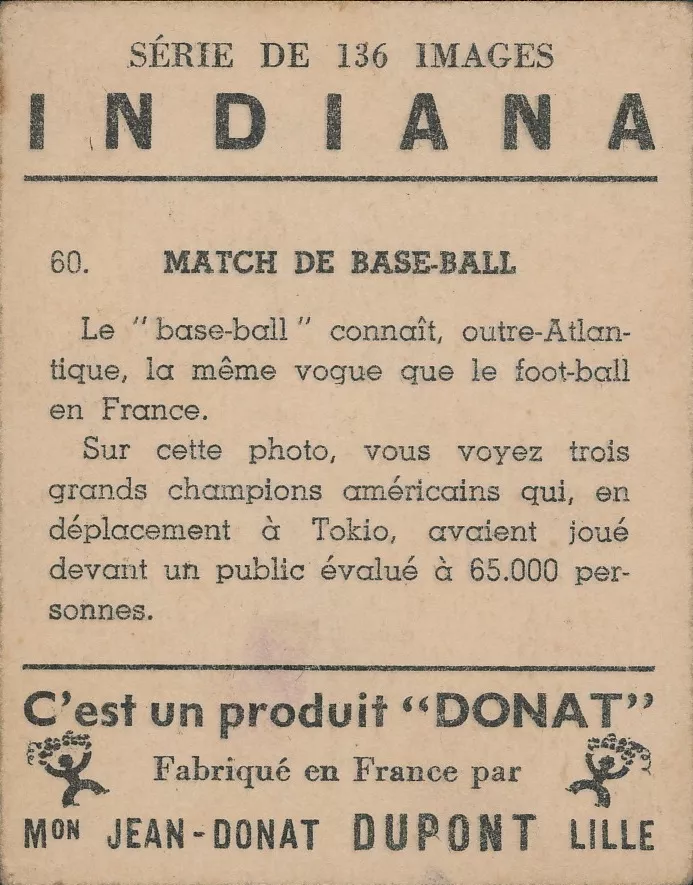 SÉRIE DE 136 IMAGES
INDIANA
60. MATCH DE BASE-BALL
Le "base-ball" connaît, outre-Atlan-
tique, la même vogue que le foot-ball
en France.
Sur cette photo, vous voyez trois
grands champions américains qui, en
déplacement à Tokio, avaient joué
devant un public évalué à 65.000 per-
sonnes.
C'est un produit "DONAT"
Fabriqué en France par
MON JEAN-DONAT DUPONT LILLE